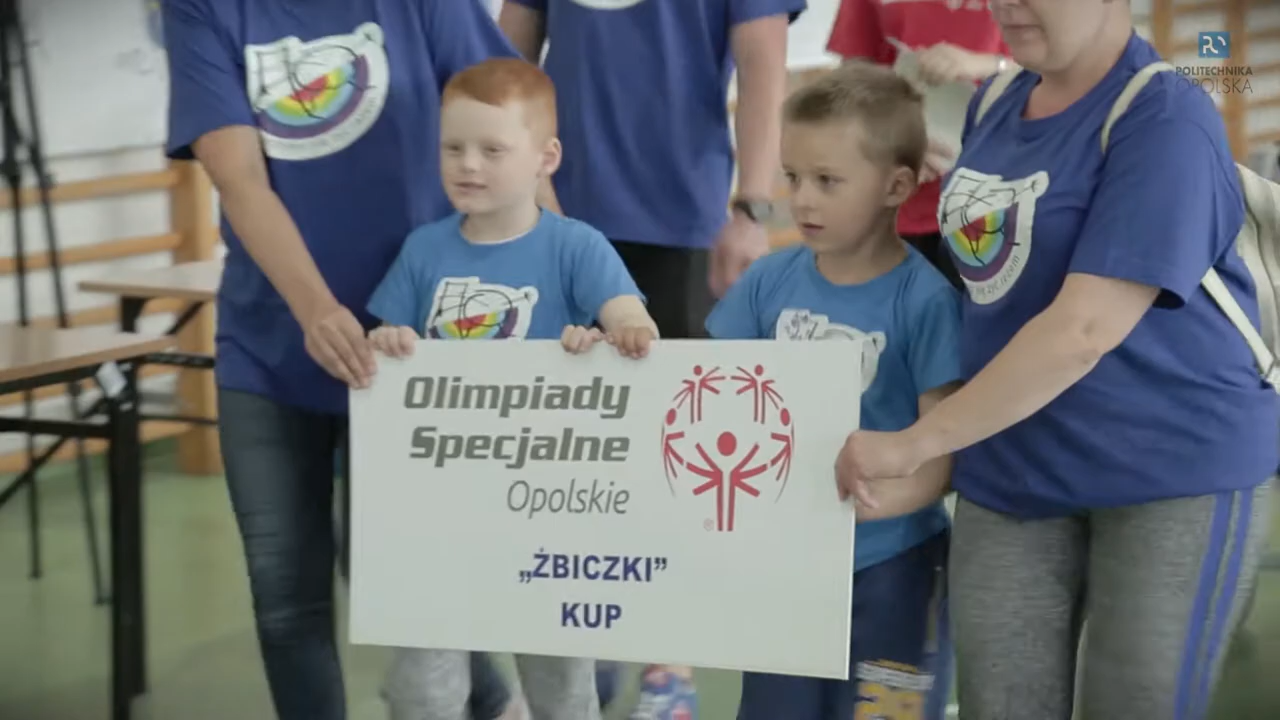 POLITECHNIKA
OPOLSKA
Olimpiady
Specjalne
Opolskie
®
„ŻBICZKI”
KUP